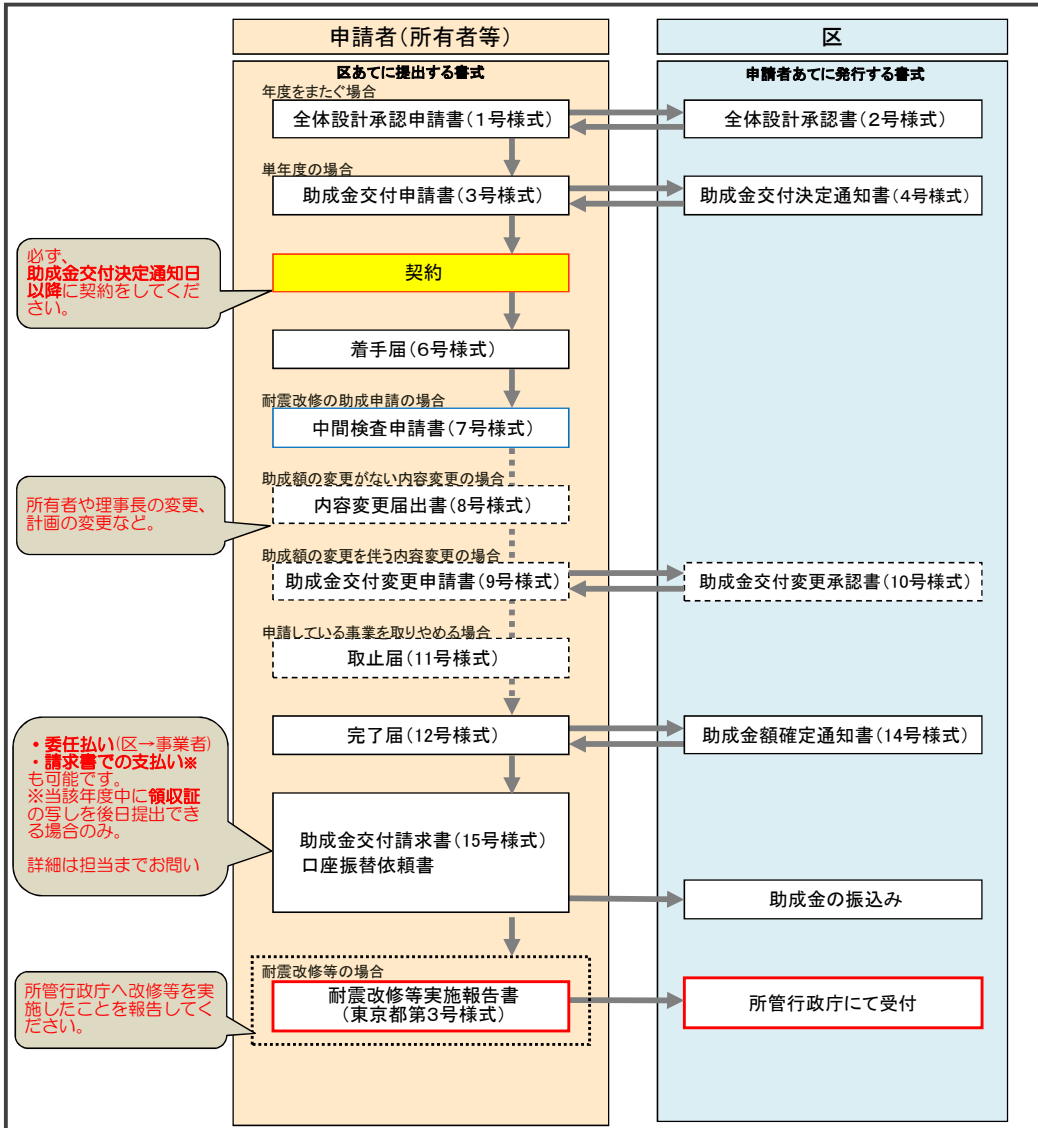 申請者(所有者等)
区
区あてに提出する書式
申請者あてに発行する書式
年度をまたぐ場合
全体設計承認申請書(1号様式)
全体設計承認書(2号様式)
単年度の場合
助成金交付申請書(3号様式)
助成金交付決定通知書(4号様式)
必ず、
助成金交付決定通知日
以降に契約をしてくだ
さい。
契約
着手届(6号様式)
耐震改修の助成申請の場合
中間検査申請書(7号様式)
助成額の変更がない内容変更の場合
内容変更届出書(8号様式)
所有者や理事長の変更、
計画の変更など。
助成額の変更を伴う内容変更の場合
助成金交付変更申請書(9号様式)
助成金交付変更承認書(10号様式)
申請している事業を取りやめる場合
取止届(11号様式)
完了届(12号様式)
助成金額確定通知書(14号様式)
・委任払い(区→事業者)
・請求書での支払い※
も可能です。
※当該年度中に領収証
の写しを後日提出でき
る場合のみ。
詳細は担当までお問い
助成金交付請求書(15号様式)
口座振替依頼書
助成金の振込み
耐震改修等の場合
耐震改修等実施報告書
(東京都第3号様式)
所管行政庁にて受付
所管行政庁へ改修等を実
施したことを報告してく
ださい。